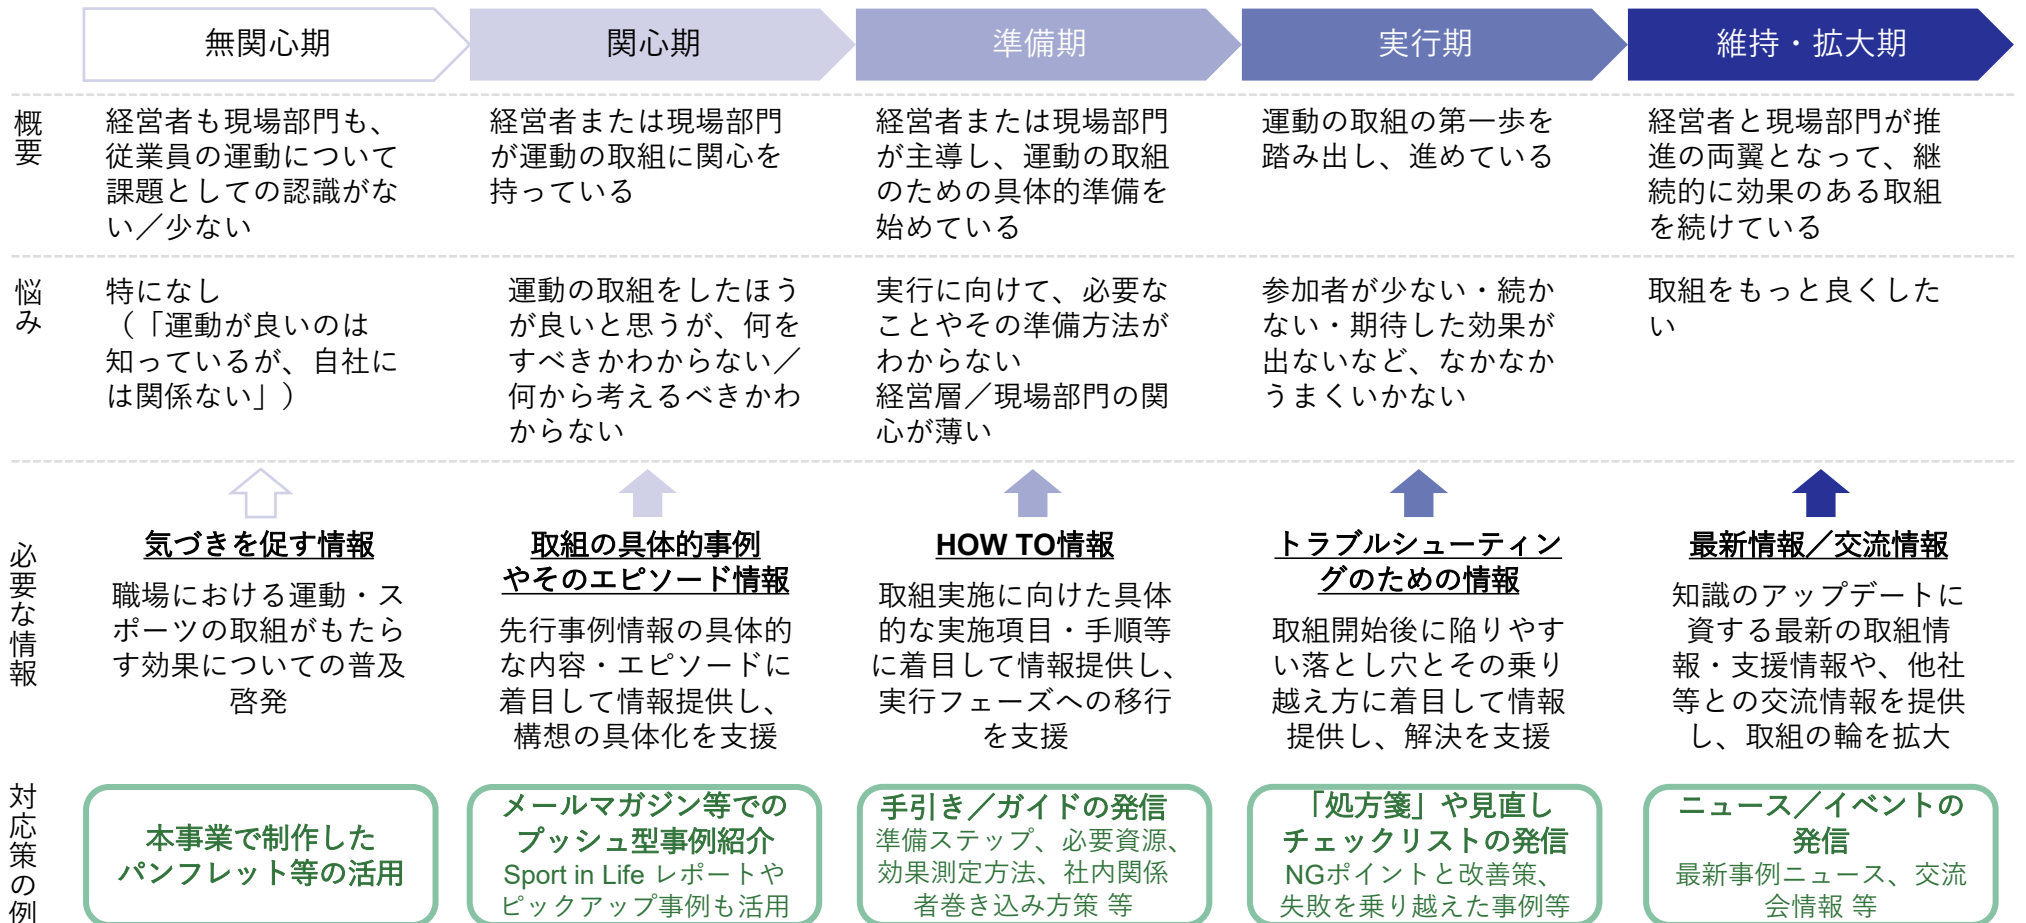 無関心期
関心期
準備期
実行期
維持・拡大期
概要
経営者も現場部門も、
従業員の運動について
課題としての認識がな
い／少ない
経営者または現場部門
が運動の取組に関心を
持っている
経営者または現場部門
が主導し、運動の取組
のための具体的準備を
始めている
運動の取組の第一歩を
踏み出し、進めている
経営者と現場部門が推
進の両翼となって、継
続的に効果のある取組
を続けている
悩み
特になし
（「運動が良いのは
知っているが、自社に
は関係ない」）
運動の取組をしたほう
が良いと思うが、何を
すべきかわからない／
何から考えるべきかわ
からない
実行に向けて、必要な
ことやその準備方法が
わからない
経営層／現場部門の関
心が薄い
参加者が少ない・続か
ない・期待した効果が
出ないなど、なかなか
うまくいかない
取組をもっと良くした
い
必要な情報
気づきを促す情報
職場における運動・ス
ポーツの取組がもたら
す効果についての普及
啓発
取組の具体的事例
やそのエピソード情報
先行事例情報の具体的
な内容・エピソードに
着目して情報提供し、
構想の具体化を支援
HOW TO情報
取組実施に向けた具体
的な実施項目・手順等
に着目して情報提供し、
実行フェーズへの移行
を支援
トラブルシューティン
グのための情報
取組開始後に陥りやす
い落とし穴とその乗り
越え方に着目して情報
提供し、解決を支援
最新情報／交流情報
知識のアップデートに
資する最新の取組情
報・支援情報や、他社
等との交流情報を提供
し、取組の輪を拡大
対応策の例
本事業で制作した
パンフレット等の活用
メールマガジン等での
プッシュ型事例紹介
Sport in Life レポートや
ピックアップ事例も活用
手引き／ガイドの発信
準備ステップ、必要資源、
効果測定方法、社内関係
者巻き込み方策 等
「処方箋」や見直し
チェックリストの発信
NGポイントと改善策、
失敗を乗り越えた事例等
ニュース／イベントの
発信
最新事例ニュース、交流
会情報 等